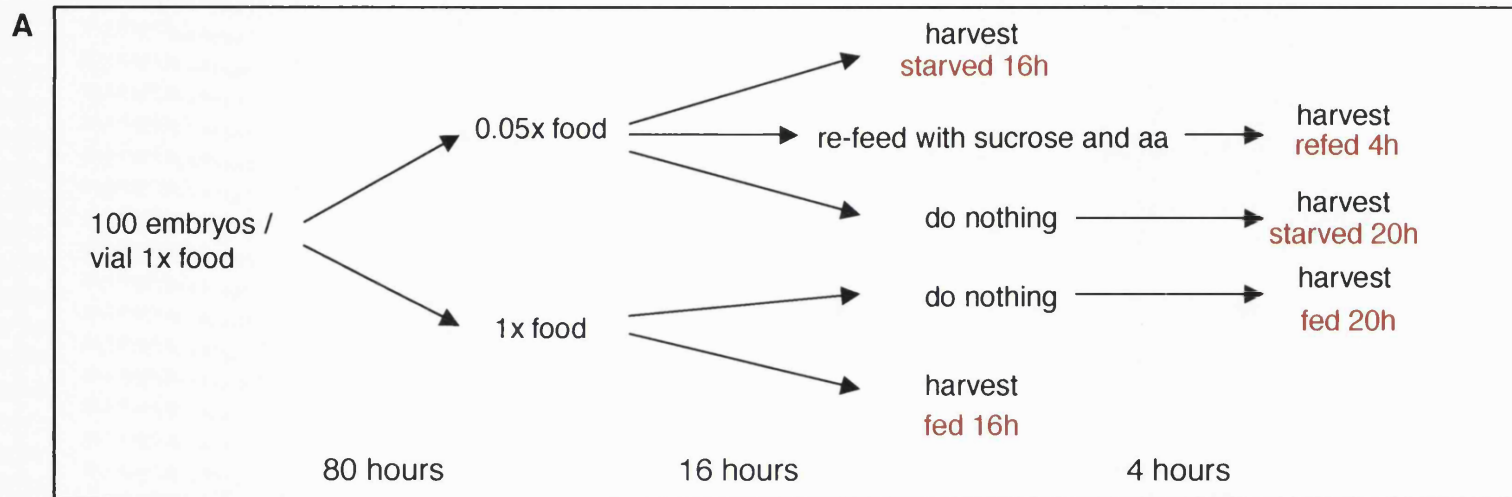 A
harvest
starved 16h
0.05x food
re-feed with sucrose and aa
harvest
refed 4h
100 embryos /
vial 1x food
do nothing
harvest
starved 20h
do nothing
harvest
fed 20h
1x food
harvest
fed 16h
80 hours
16 hours
4 hours